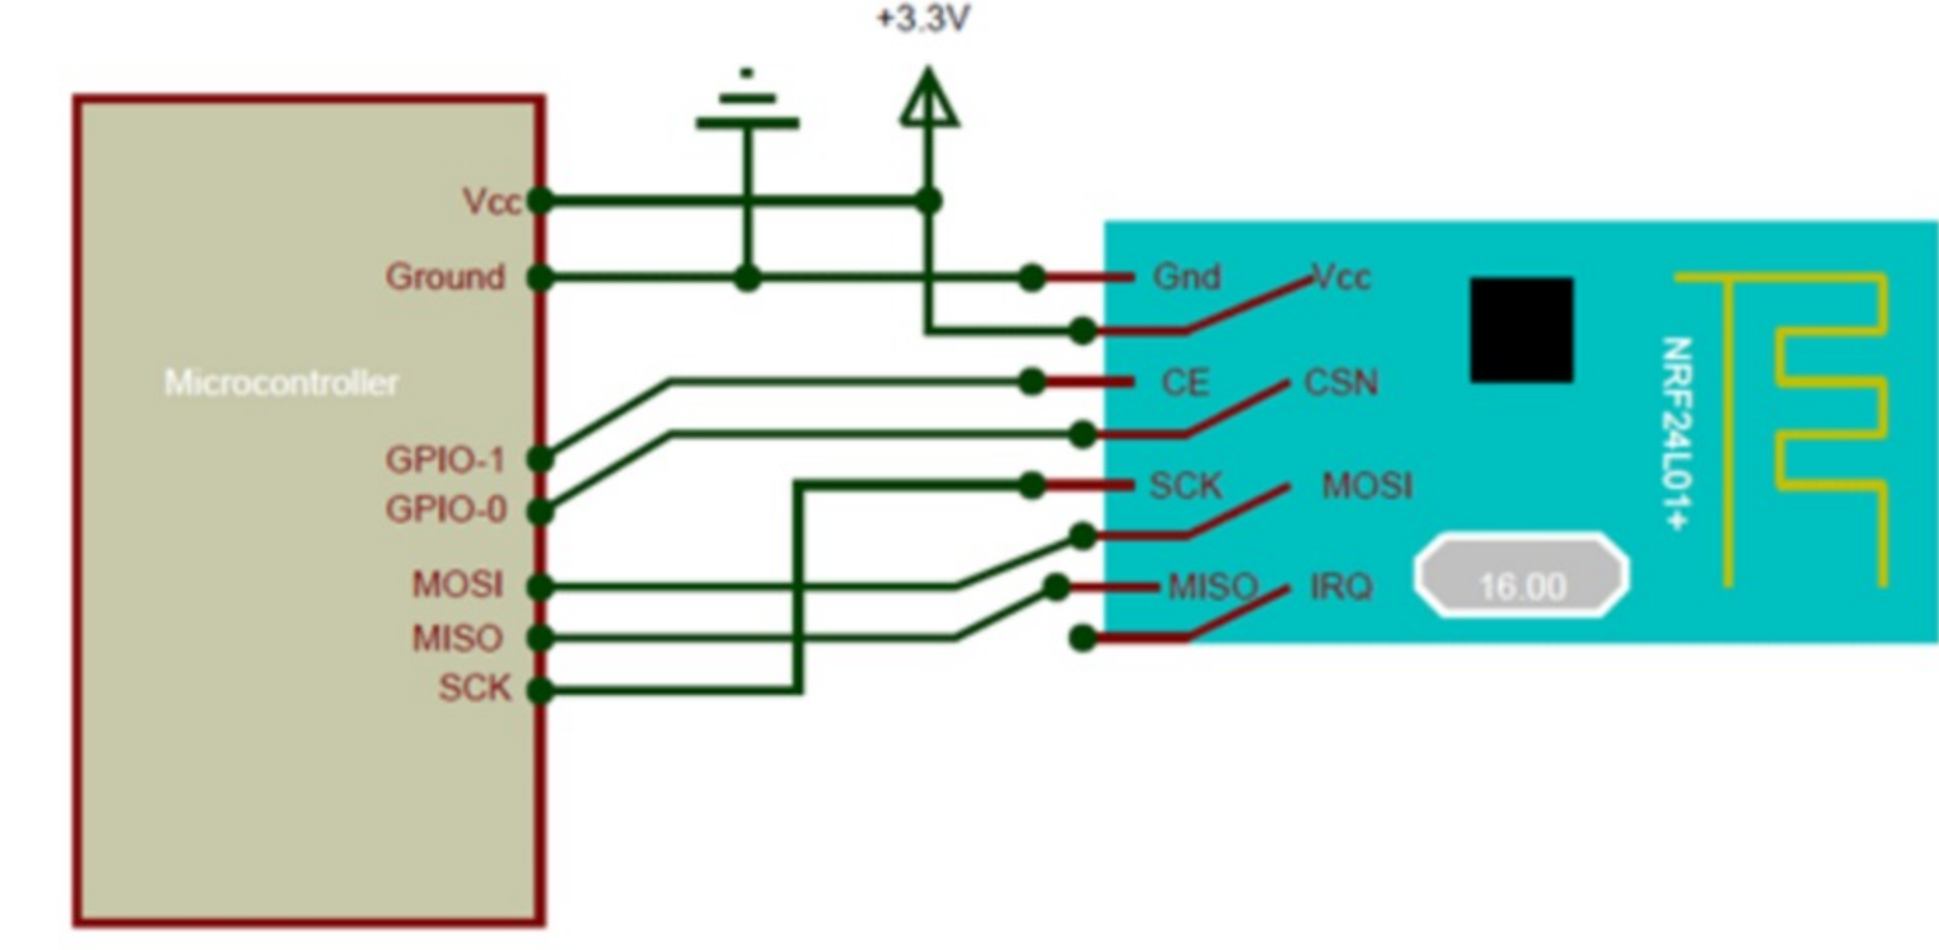 +3.3V
Vcc
Ground
Microcontroller
GPIO-1
GPIO-0
MOSI
MISO
SCK
Gnd Vcc
CE CSN
SCK MOSI
MISO IRQ
16.00
NRF24L01+